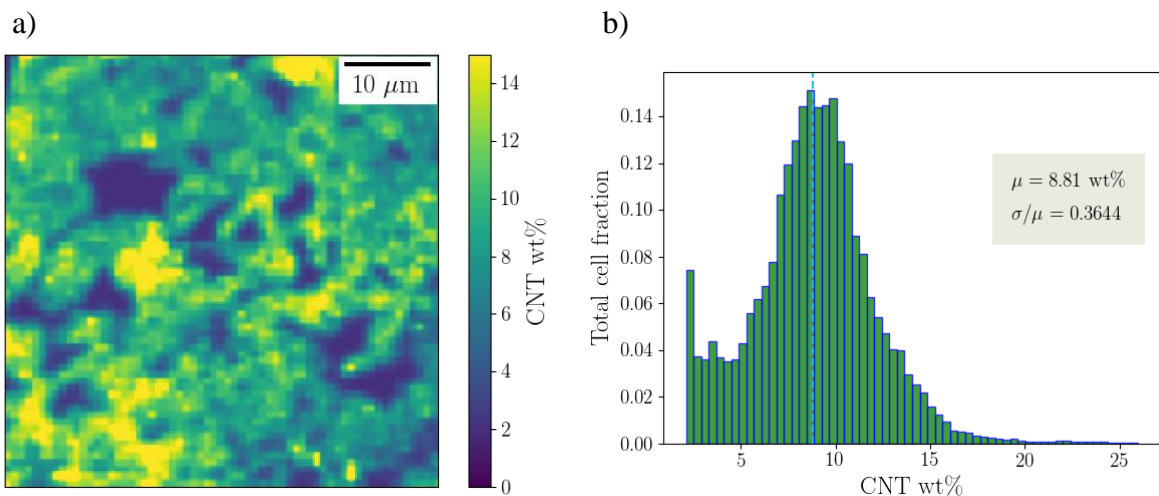 a)
b)
10 μm
14
12
10
8
6
4
2
0
CNT wt%
0.14
0.12
0.10
0.08
0.06
0.04
0.02
0.00
Total cell fraction
μ = 8.81 wt%
σ/μ = 0.3644
5
10
15
20
25
CNT wt%